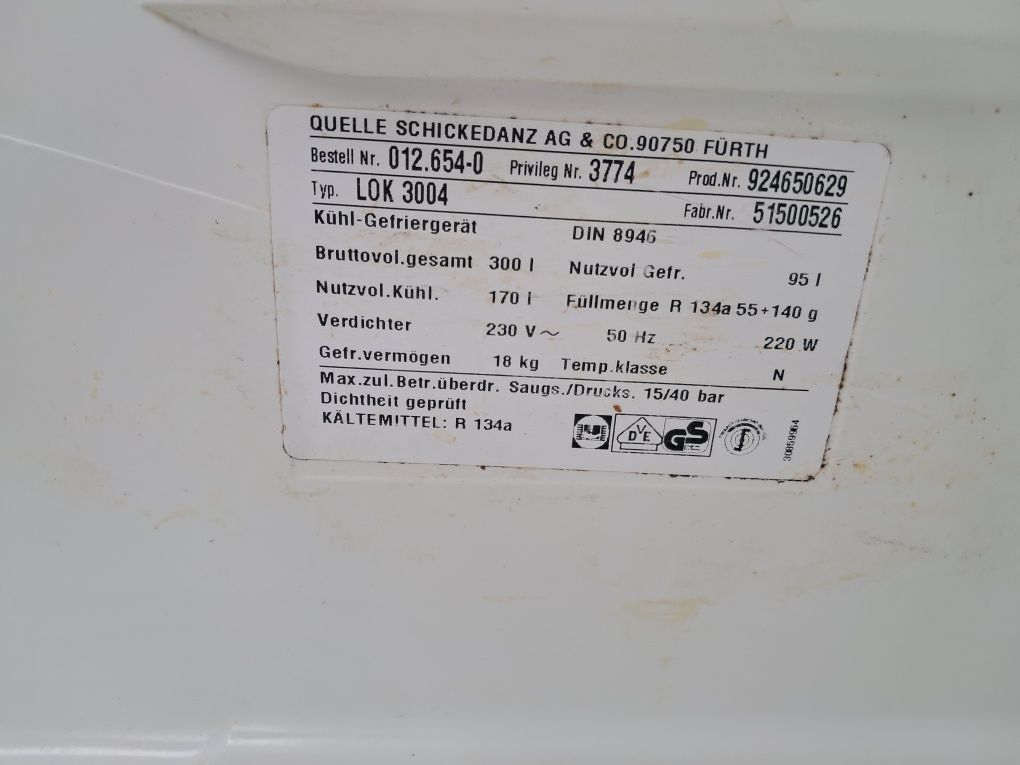 QUELLE SCHICKEDANZ AG & CO.90750 FÜRTH
Bestell Nr. 012.654-0 Privileg Nr. 3774 Prod.Nr. 924650629
Typ. LOK 3004 Fabr.Nr. 51500526
Kühl-Gefriergerät DIN 8946
Bruttovol.gesamt 300 l Nutzvol Gefr. 95 l
Nutzvol.Kühl. 170 l Füllmenge R 134a 55+140 g
Verdichter 230 V ~ 50 Hz 220 W
Gefr.vermögen 18 kg Temp.klasse N
Max.zul.Betr.überdr. Saugs./Drucks. 15/40 bar
Dichtheit geprüft
KÄLTEMITTEL: R 134a
VDE GS
30859964